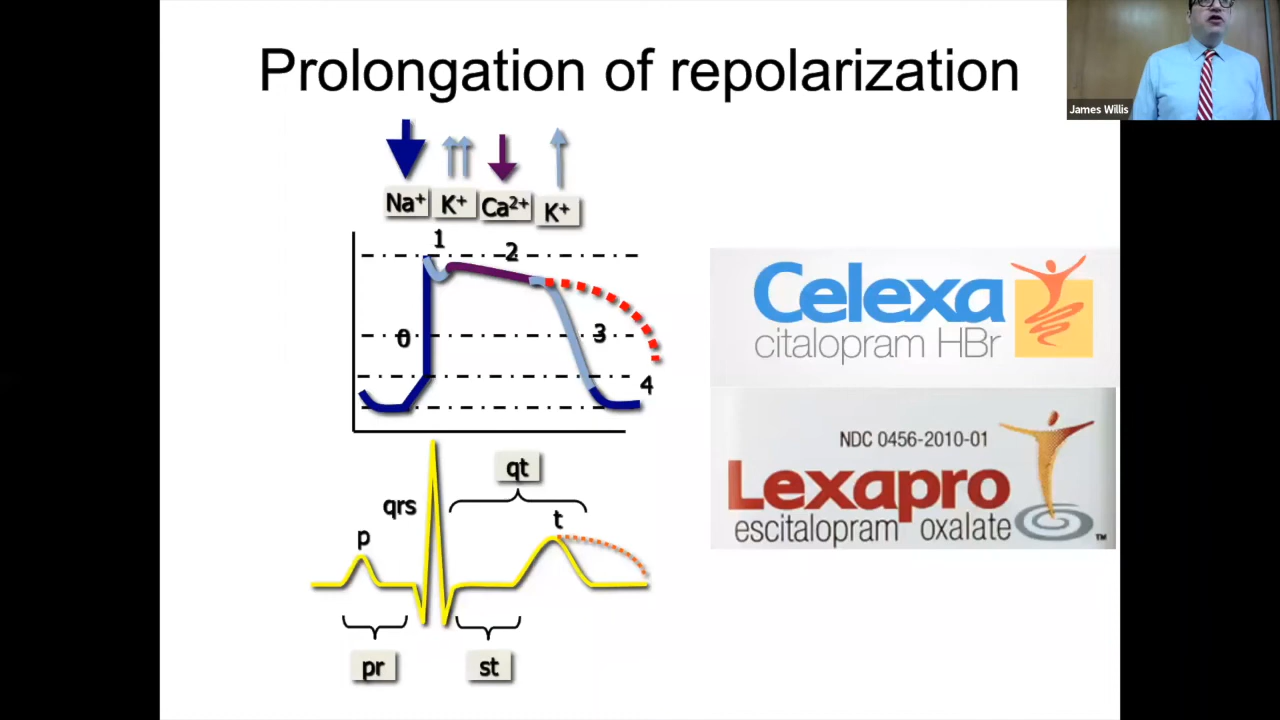 Prolongation of repolarization
James Willis
Na+ K+ Ca2+ K+
1
2
0
3
4
Celexa
citalopram HBr
NDC 0456-2010-01
Lexapro
escitalopram oxalate™
qt
qrs
t
p
pr
st